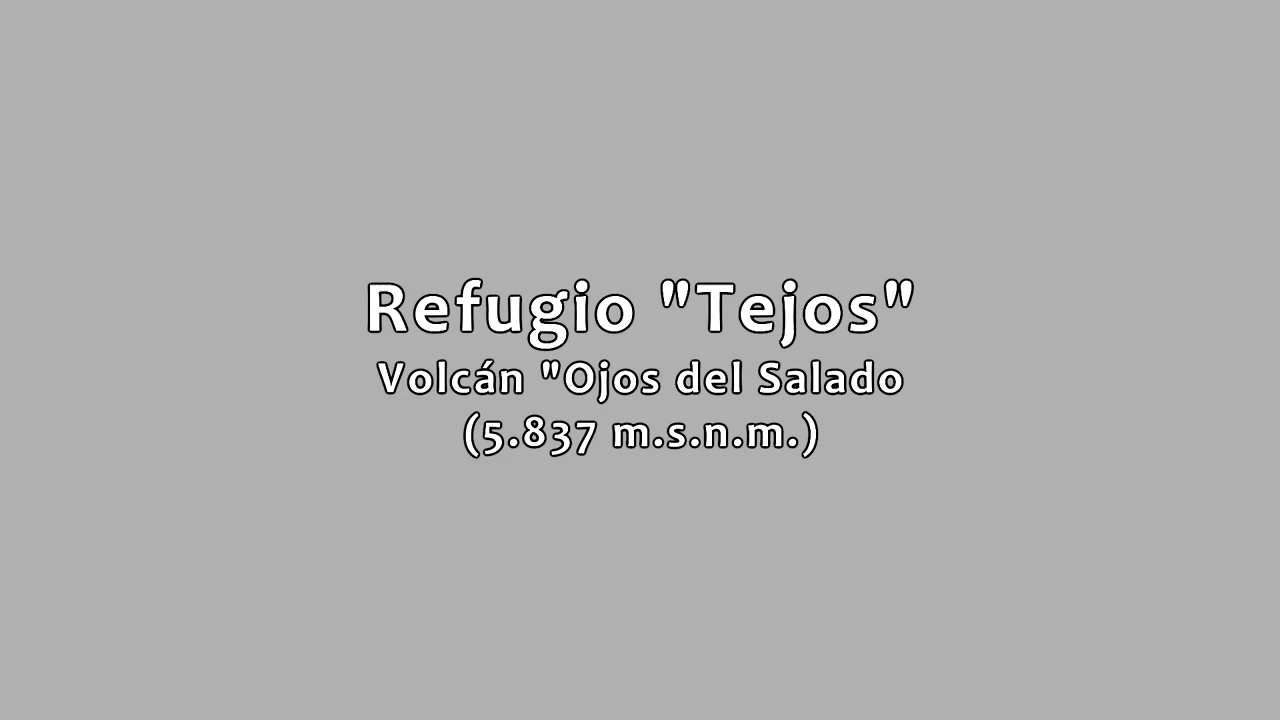 Refugio "Tejos"
Volcán "Ojos del Salado
(5.837 m.s.n.m.)